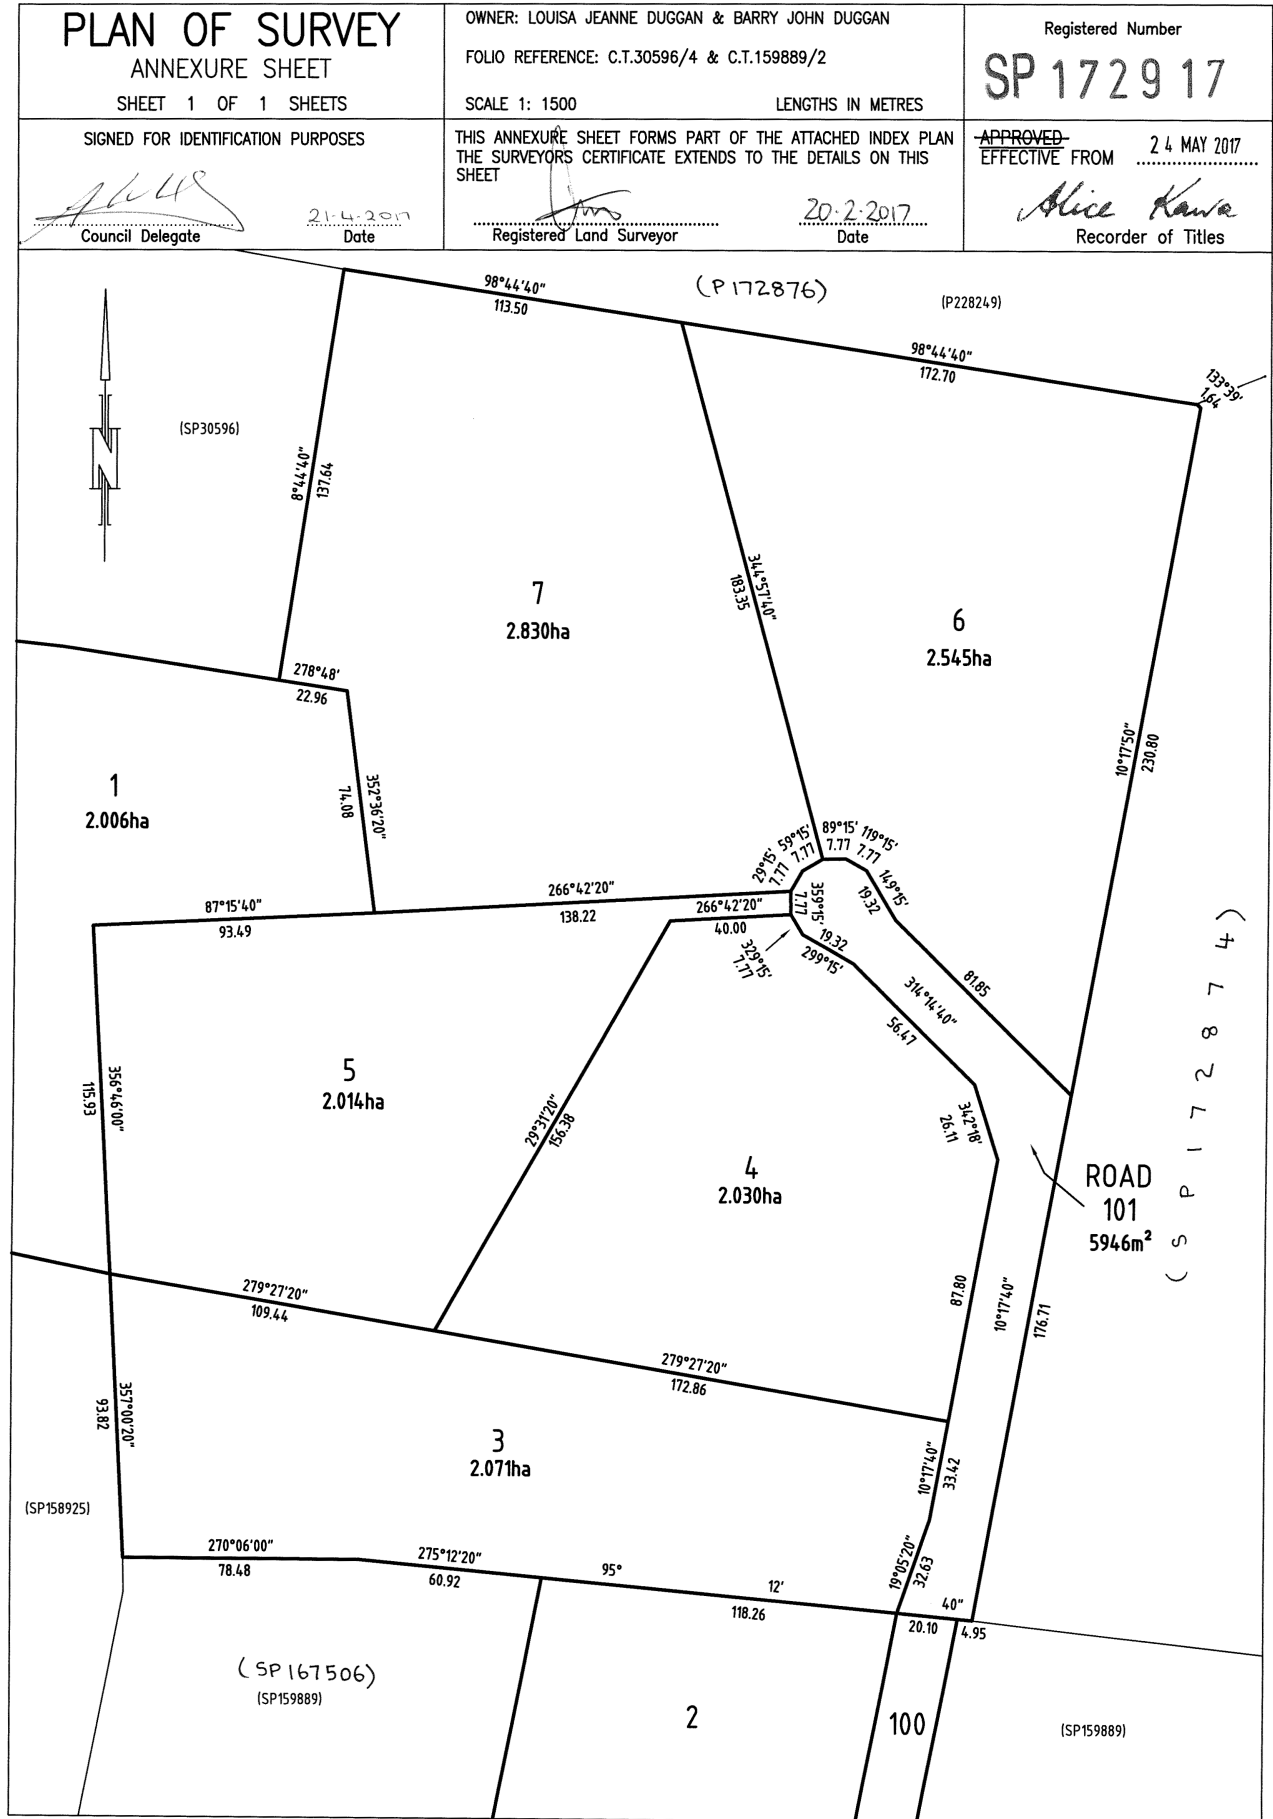 PLAN OF SURVEY
ANNEXURE SHEET
SHEET 1 OF 1 SHEETS
OWNER: LOUISA JEANNE DUGGAN & BARRY JOHN DUGGAN
FOLIO REFERENCE: C.T.30596/4 & C.T.159889/2
SCALE 1: 1500 LENGTHS IN METRES
Registered Number
SP 172917
SIGNED FOR IDENTIFICATION PURPOSES
21-4-2017
Council Delegate Date
THIS ANNEXURE SHEET FORMS PART OF THE ATTACHED INDEX PLAN
THE SURVEYORS CERTIFICATE EXTENDS TO THE DETAILS ON THIS
SHEET
20-2-2017
Registered Land Surveyor Date
APPROVED
EFFECTIVE FROM 24 MAY 2017
Alice Kawa
Recorder of Titles
98°44'40"
113.50
(P172876)
(P228249)
98°44'40"
172.70
133°39'
1.64
N
(SP30596)
8°44'40"
137.64
7
2.830ha
344°57'40"
183.35
6
2.545ha
10°17'50"
230.80
278°48'
22.96
1
2.006ha
352°36'20"
74.08
87°15'40"
93.49
266°42'20"
138.22
266°42'20"
40.00
29°15'
7.77
59°15'
7.77
89°15'
7.77
119°15'
7.77
149°15'
19.32
359°15'
7.77
329°15'
7.77
19.32
299°15'
81.85
314°14'40"
56.47
342°18'
26.11
(SP172874)
5
2.014ha
356°46'00"
115.93
29°31'20"
156.38
4
2.030ha
ROAD
101
5946m²
87.80
10°17'40"
176.71
279°27'20"
109.44
279°27'20"
172.86
357°00'20"
93.82
3
2.071ha
10°17'40"
33.42
(SP158925)
270°06'00"
78.48
275°12'20"
60.92
95° 12' 40"
118.26
19°05'20"
32.63
20.10
4.95
(SP167506)
(SP159889)
2
100
(SP159889)